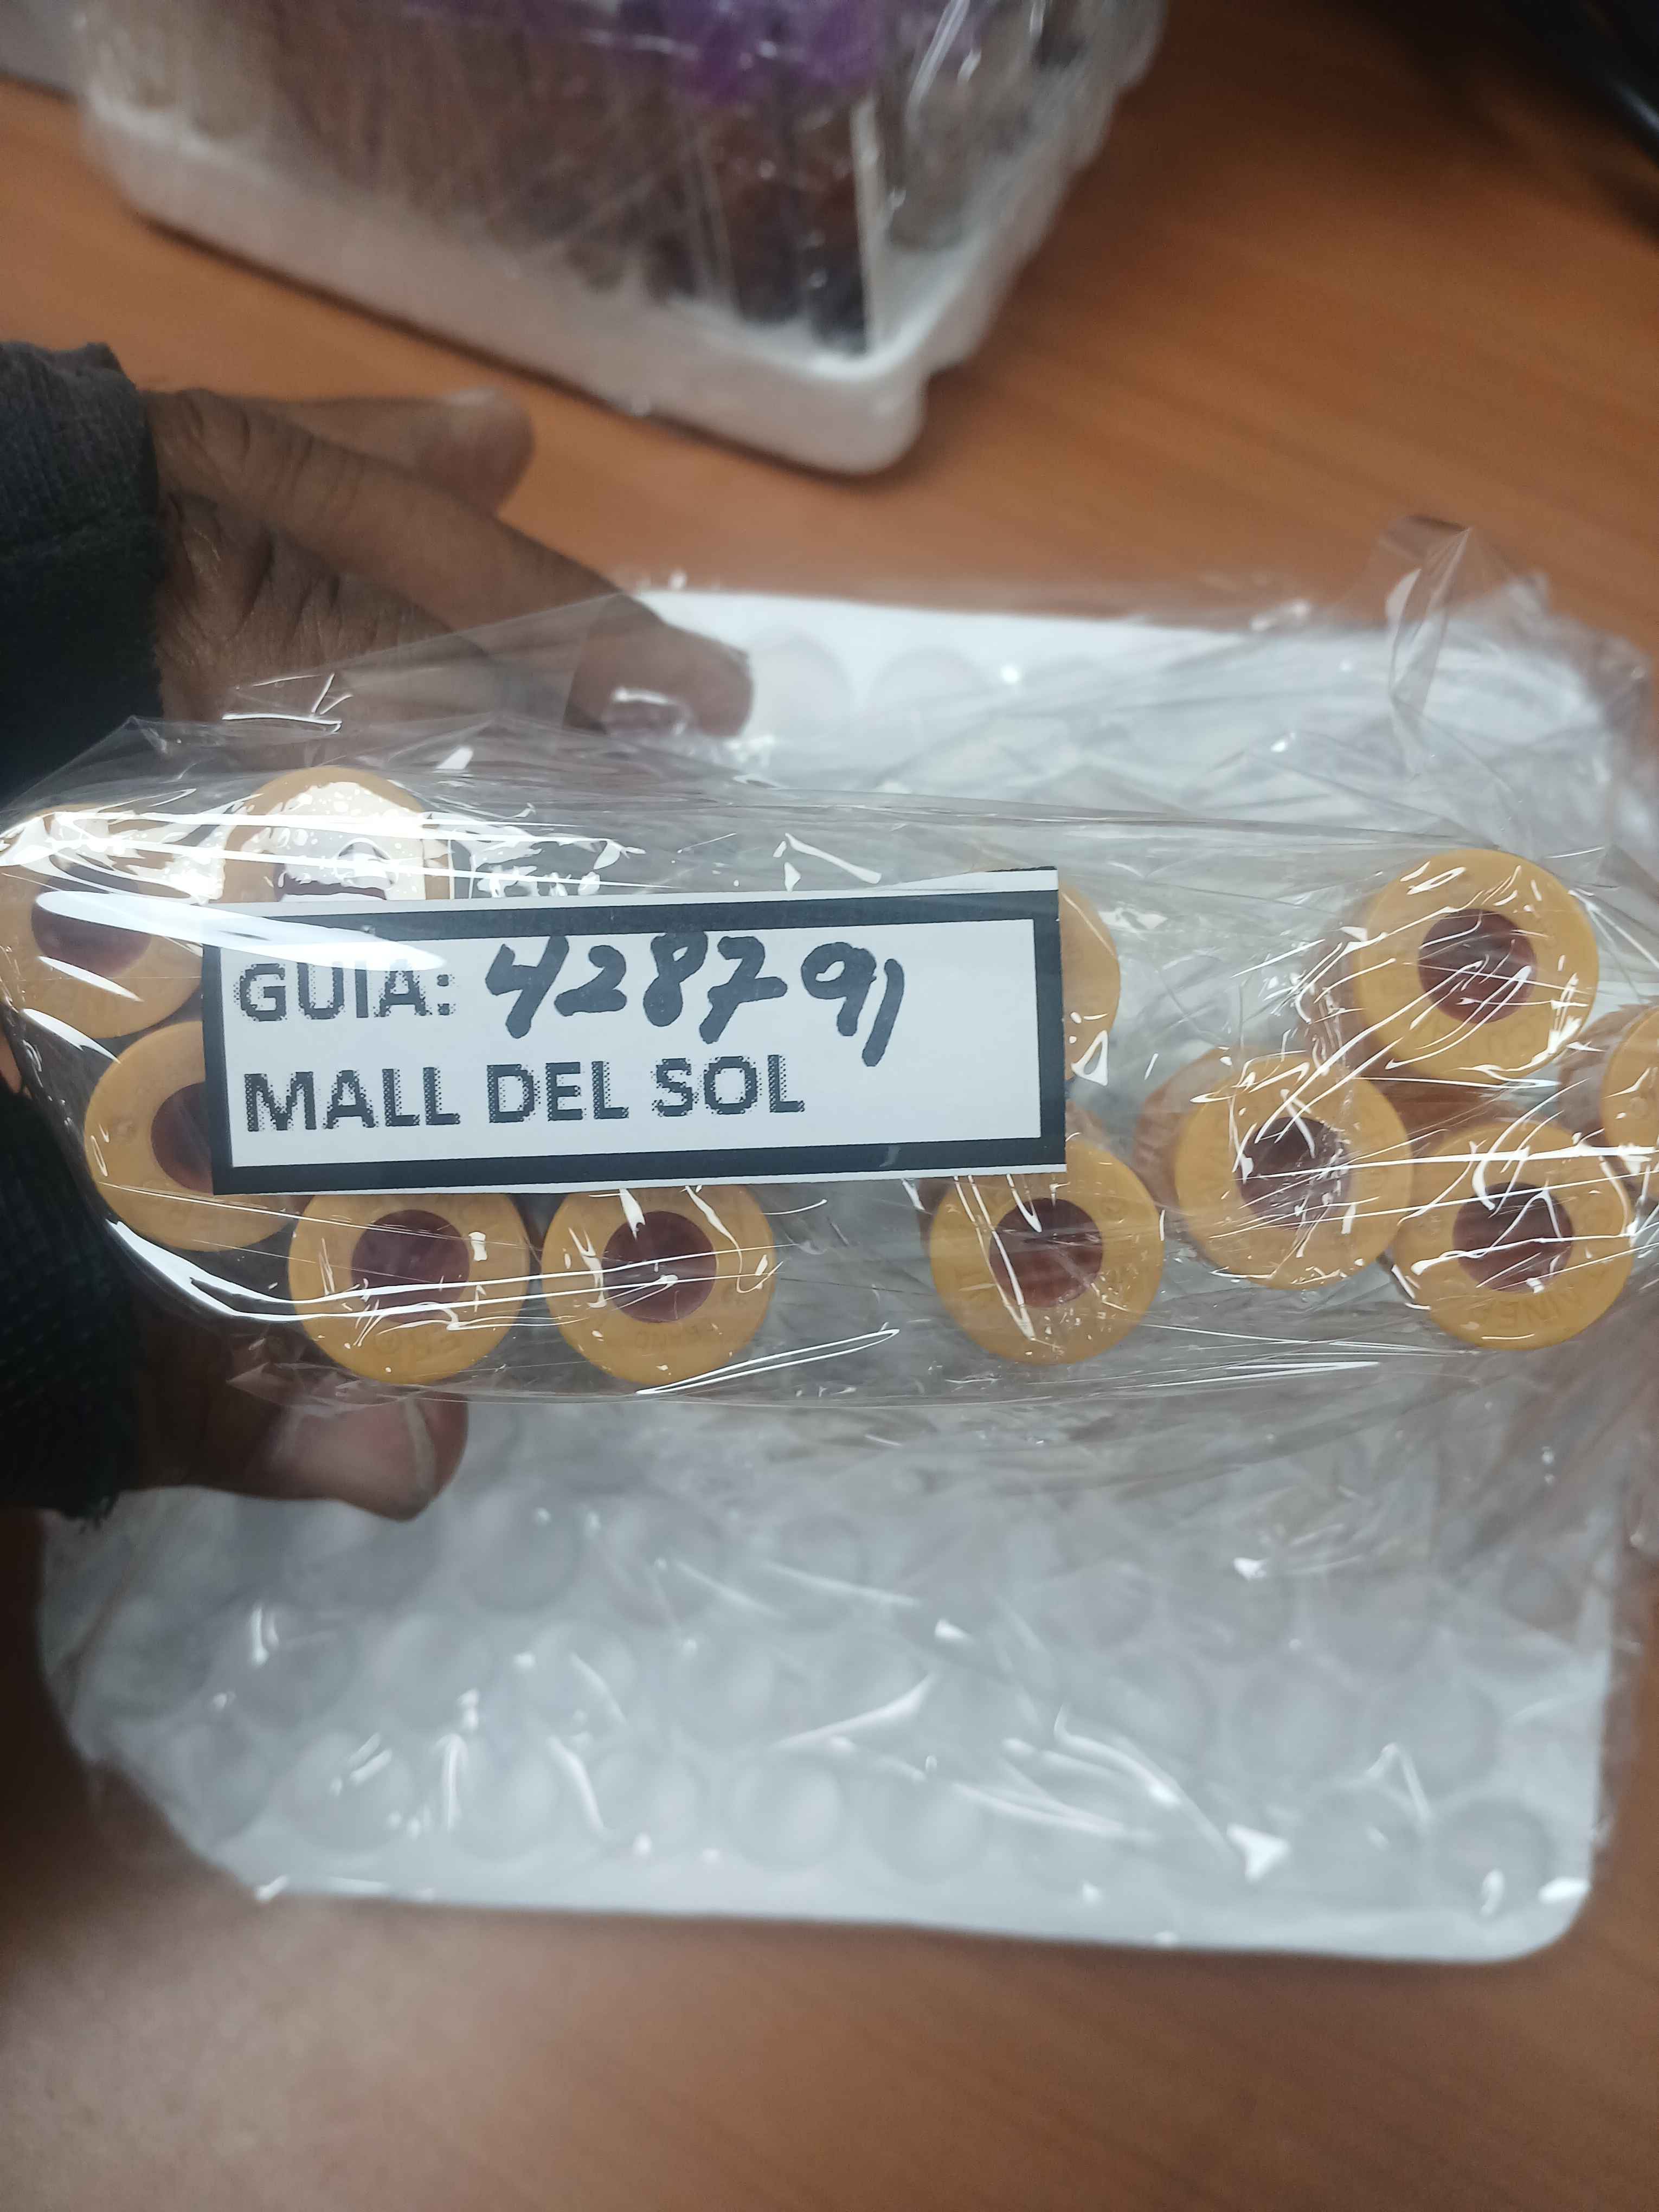 GUIA: 428791
MALL DEL SOL